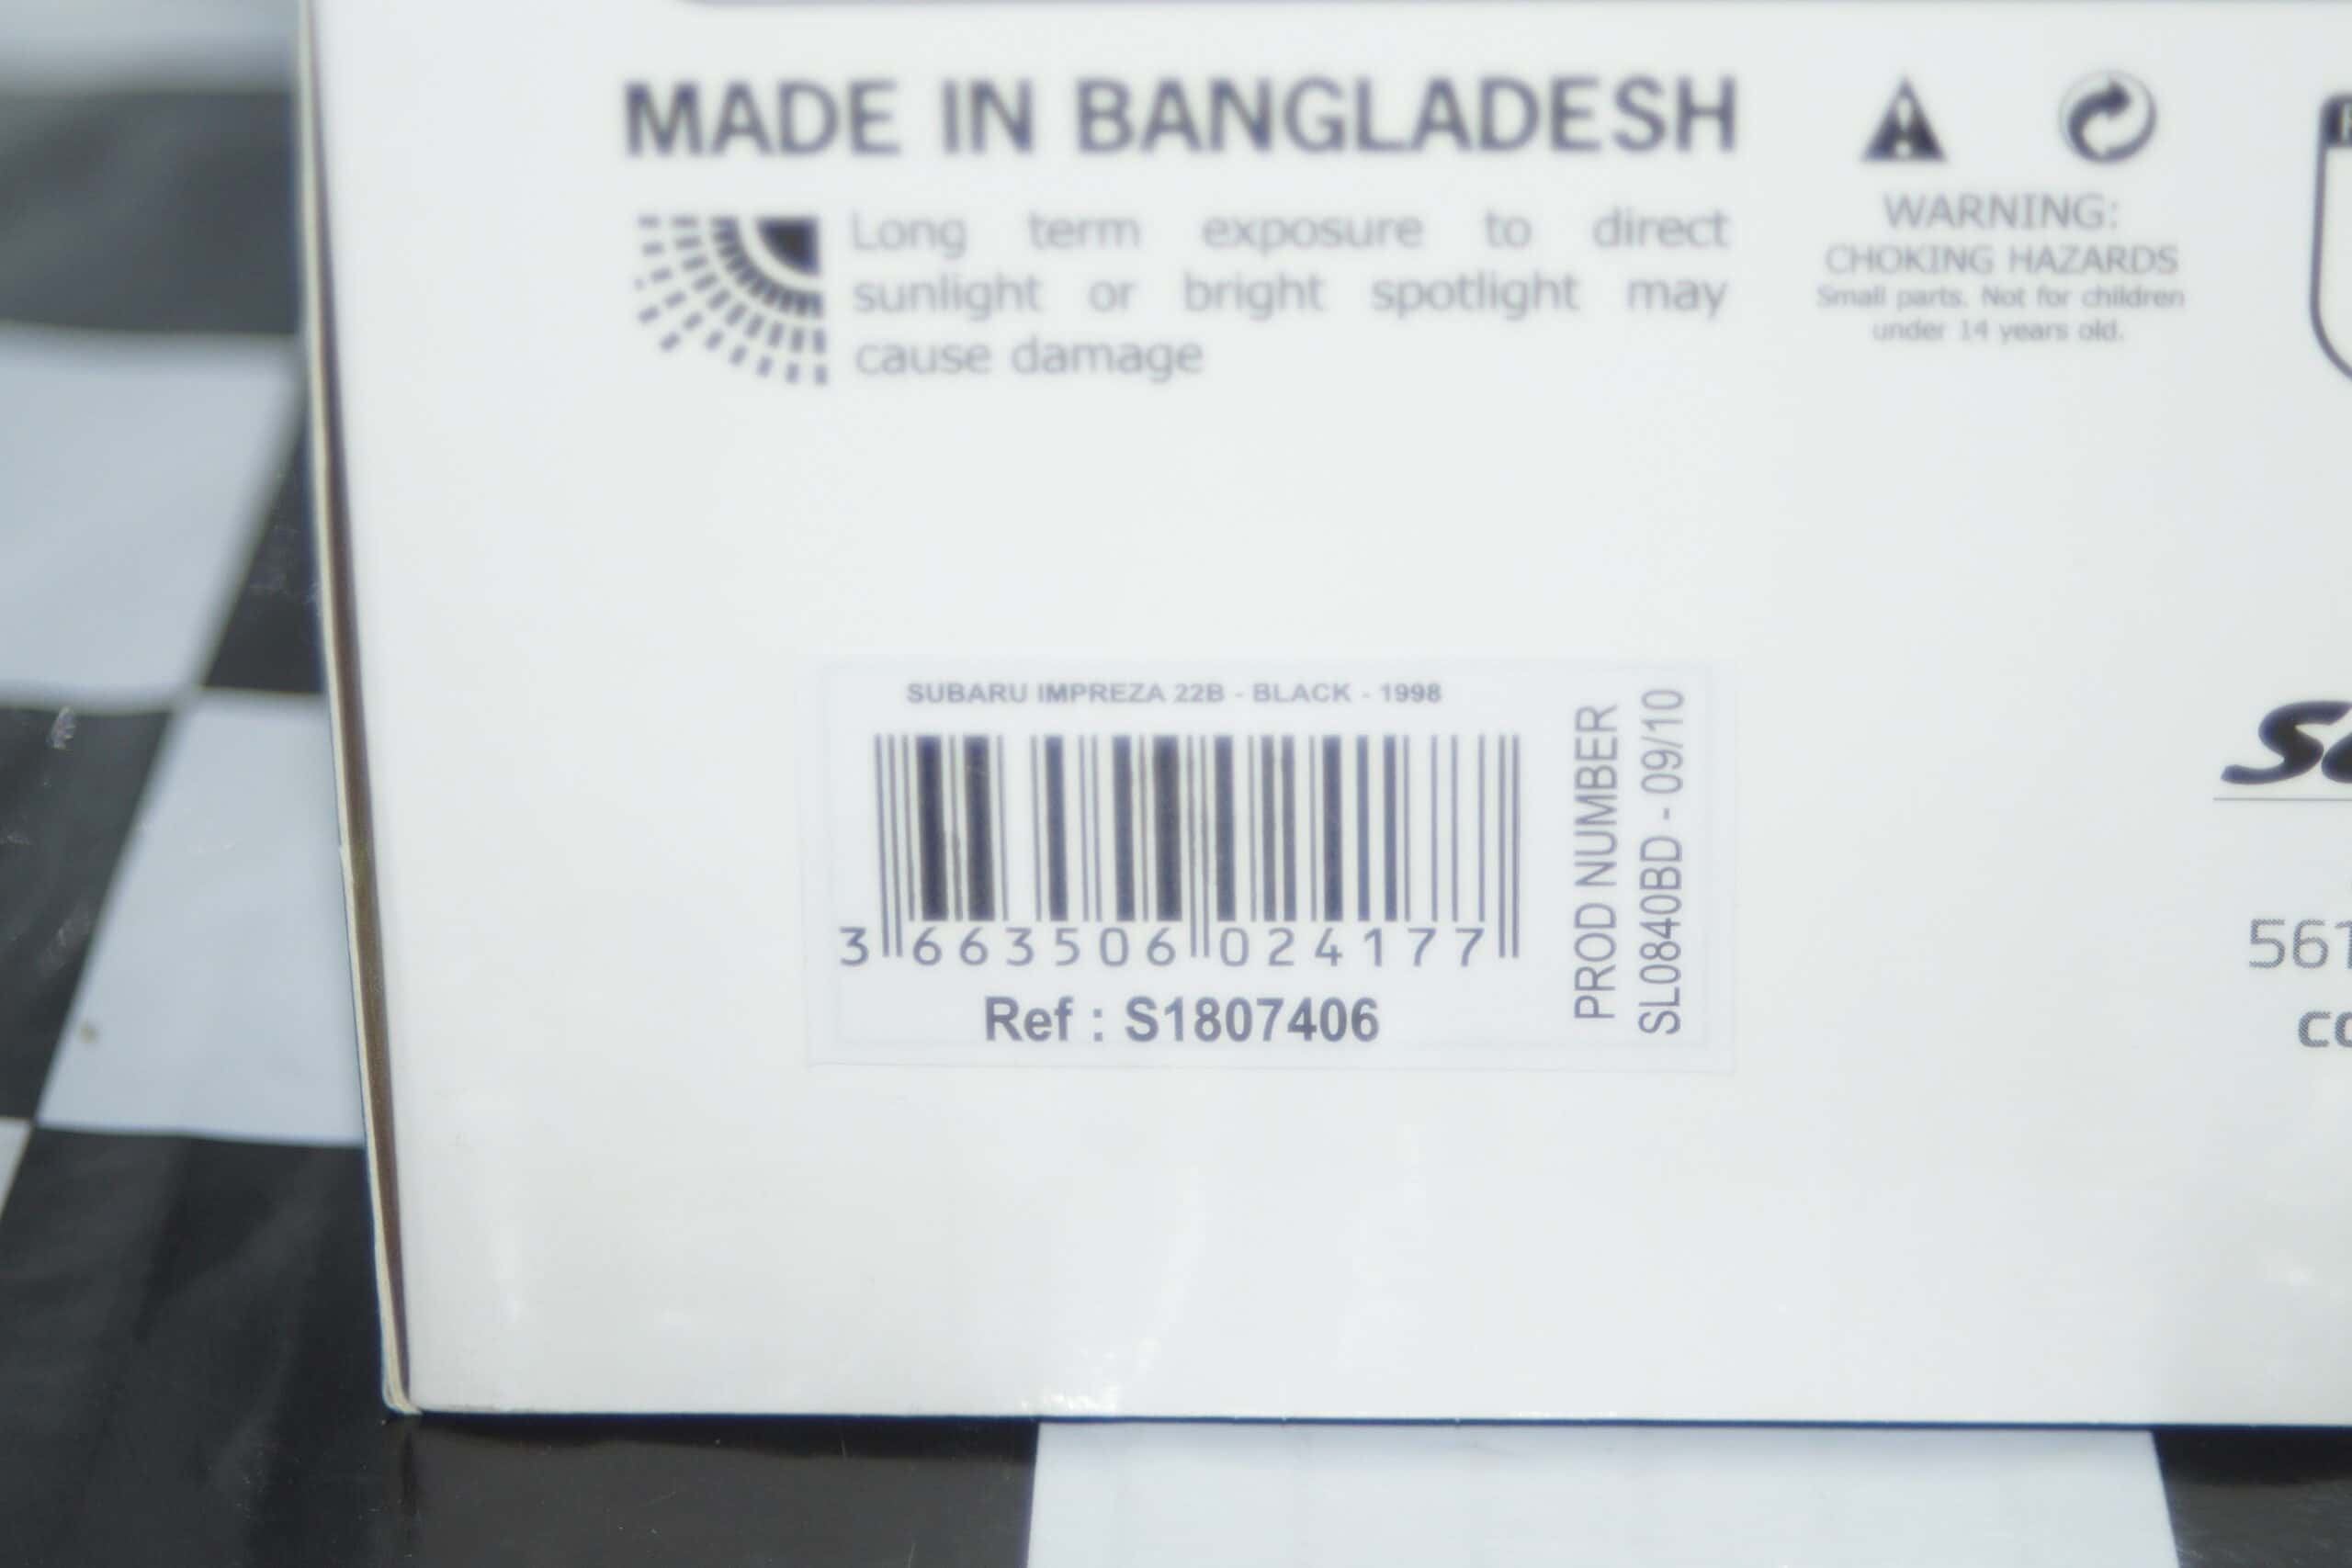 MADE IN BANGLADESH
Long term exposure to direct
sunlight or bright spotlight may
cause damage
WARNING:
CHOKING HAZARDS
Small parts. Not for children
under 14 years old.
SUBARU IMPREZA 22B - BLACK - 1998
3 663506 024177
Ref : S1807406
PROD NUMBER
SL0840BD - 09/10
561